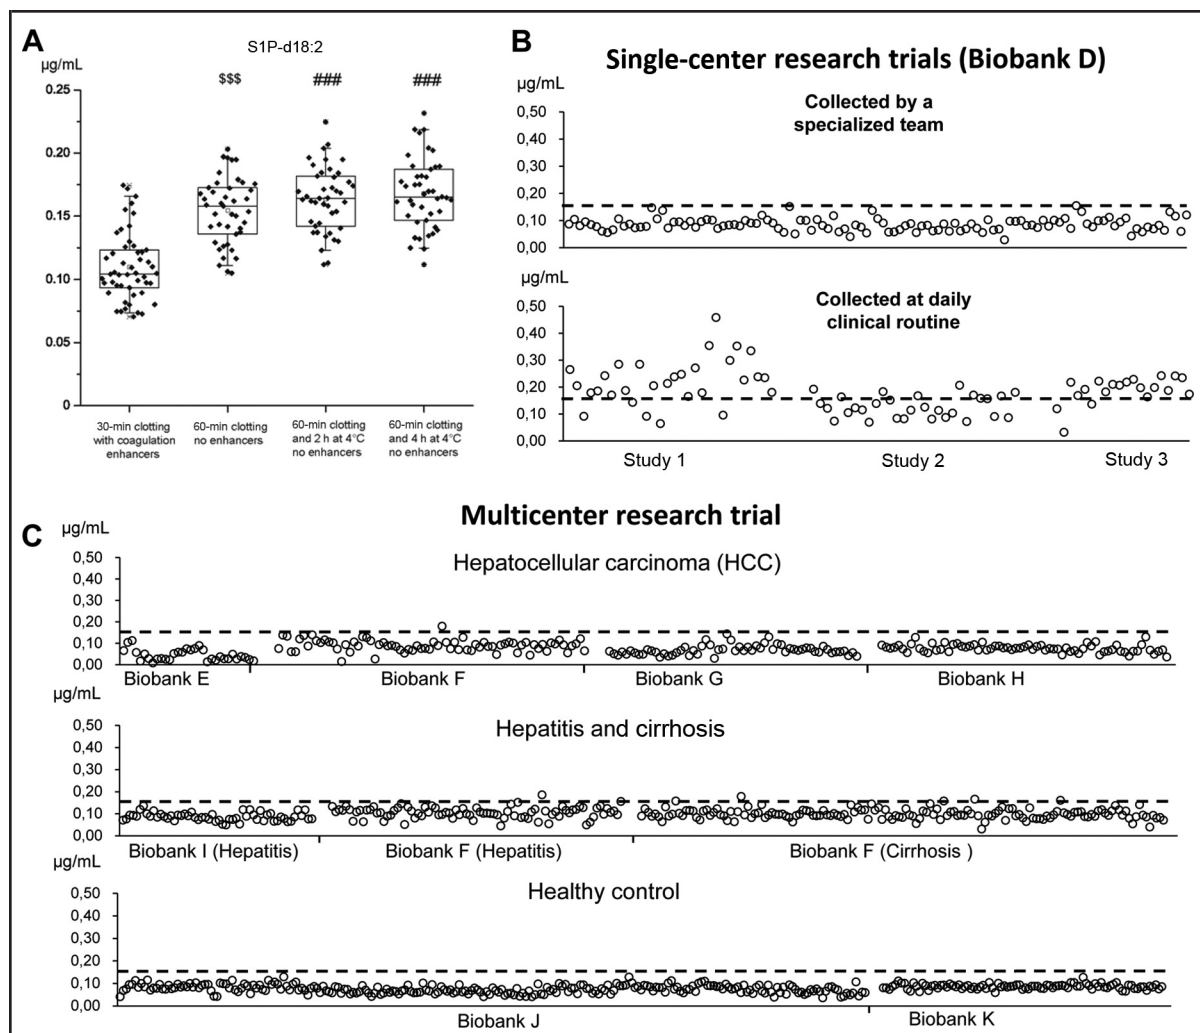 A
S1P-d18:2
µg/mL
$$$
###
###
0.25
0.20
0.15
0.10
0.05
0
30-min clotting
with coagulation
enhancers
60-min clotting
no enhancers
60-min clotting
and 2 h at 4°C
no enhancers
60-min clotting
and 4 h at 4°C
no enhancers
B
Single-center research trials (Biobank D)
µg/mL
Collected by a
specialized team
0,50
0,40
0,30
0,20
0,10
0,00
µg/mL
Collected at daily
clinical routine
0,50
0,40
0,30
0,20
0,10
0,00
Study 1
Study 2
Study 3
C
Multicenter research trial
µg/mL
Hepatocellular carcinoma (HCC)
0,50
0,40
0,30
0,20
0,10
0,00
Biobank E
Biobank F
Biobank G
Biobank H
µg/mL
Hepatitis and cirrhosis
0,50
0,40
0,30
0,20
0,10
0,00
Biobank I (Hepatitis)
Biobank F (Hepatitis)
Biobank F (Cirrhosis )
µg/mL
Healthy control
0,50
0,40
0,30
0,20
0,10
0,00
Biobank J
Biobank K